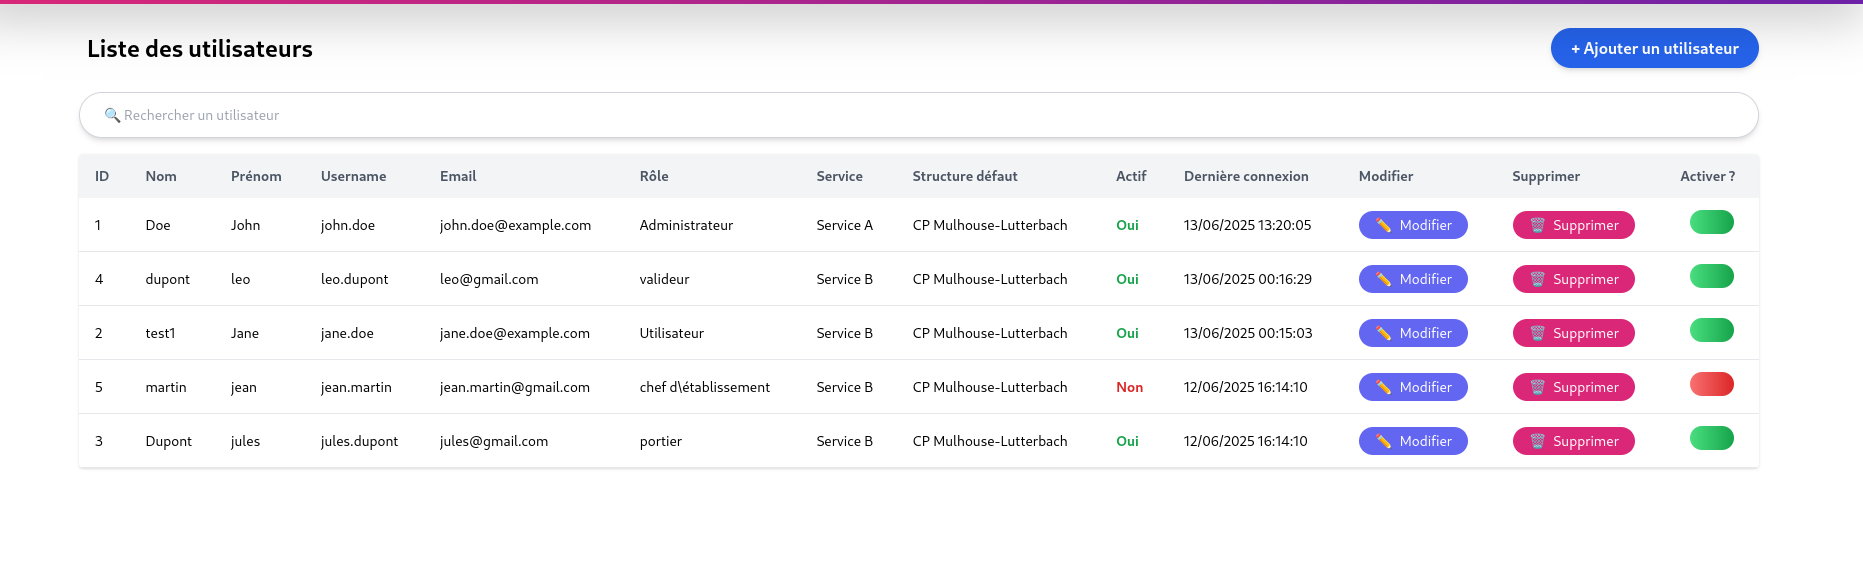 Liste des utilisateurs
+ Ajouter un utilisateur
🔍 Rechercher un utilisateur
ID Nom Prénom Username Email Rôle Service Structure défaut Actif Dernière connexion Modifier Supprimer Activer ?
1 Doe John john.doe john.doe@example.com Administrateur Service A CP Mulhouse-Lutterbach Oui 13/06/2025 13:20:05 ✏️ Modifier 🗑️ Supprimer
4 dupont leo leo.dupont leo@gmail.com valideur Service B CP Mulhouse-Lutterbach Oui 13/06/2025 00:16:29 ✏️ Modifier 🗑️ Supprimer
2 test1 Jane jane.doe jane.doe@example.com Utilisateur Service B CP Mulhouse-Lutterbach Oui 13/06/2025 00:15:03 ✏️ Modifier 🗑️ Supprimer
5 martin jean jean.martin jean.martin@gmail.com chef d\établissement Service B CP Mulhouse-Lutterbach Non 12/06/2025 16:14:10 ✏️ Modifier 🗑️ Supprimer
3 Dupont jules jules.dupont jules@gmail.com portier Service B CP Mulhouse-Lutterbach Oui 12/06/2025 16:14:10 ✏️ Modifier 🗑️ Supprimer